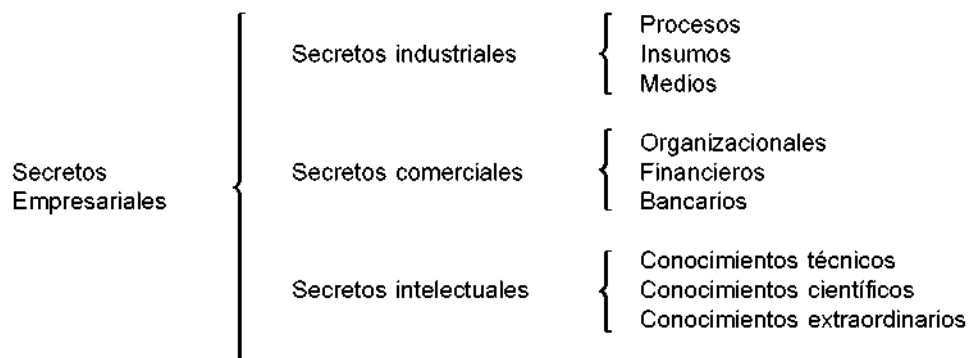 Secretos
Empresariales
Secretos industriales
Procesos
Insumos
Medios
Secretos comerciales
Organizacionales
Financieros
Bancarios
Secretos intelectuales
Conocimientos técnicos
Conocimientos científicos
Conocimientos extraordinarios